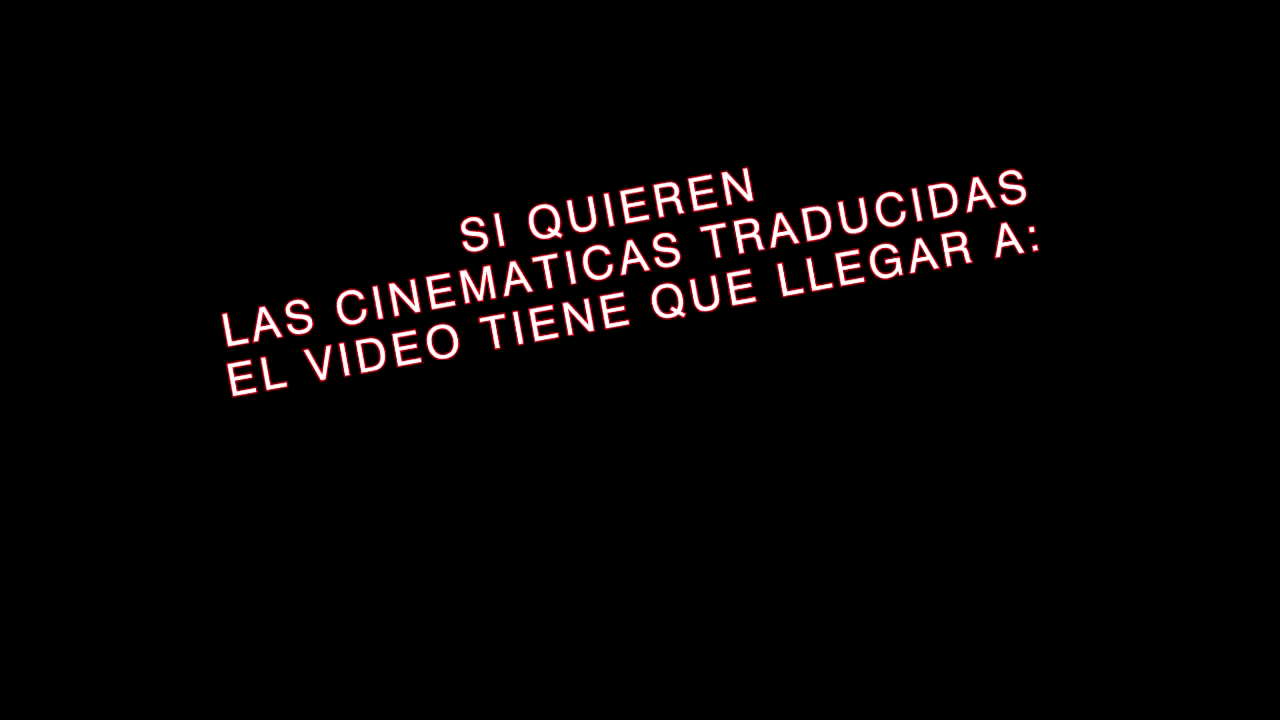 SI QUIEREN
LAS CINEMATICAS TRADUCIDAS
EL VIDEO TIENE QUE LLEGAR A: